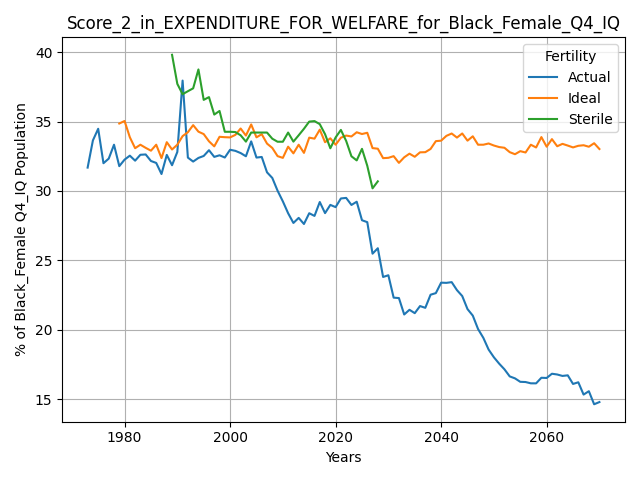 Score_2_in_EXPENDITURE_FOR_WELFARE_for_Black_Female_Q4_IQ
% of Black_Female Q4_IQ Population
40
35
30
25
20
15
Fertility
Actual
Ideal
Sterile
1980
2000
2020
2040
2060
Years